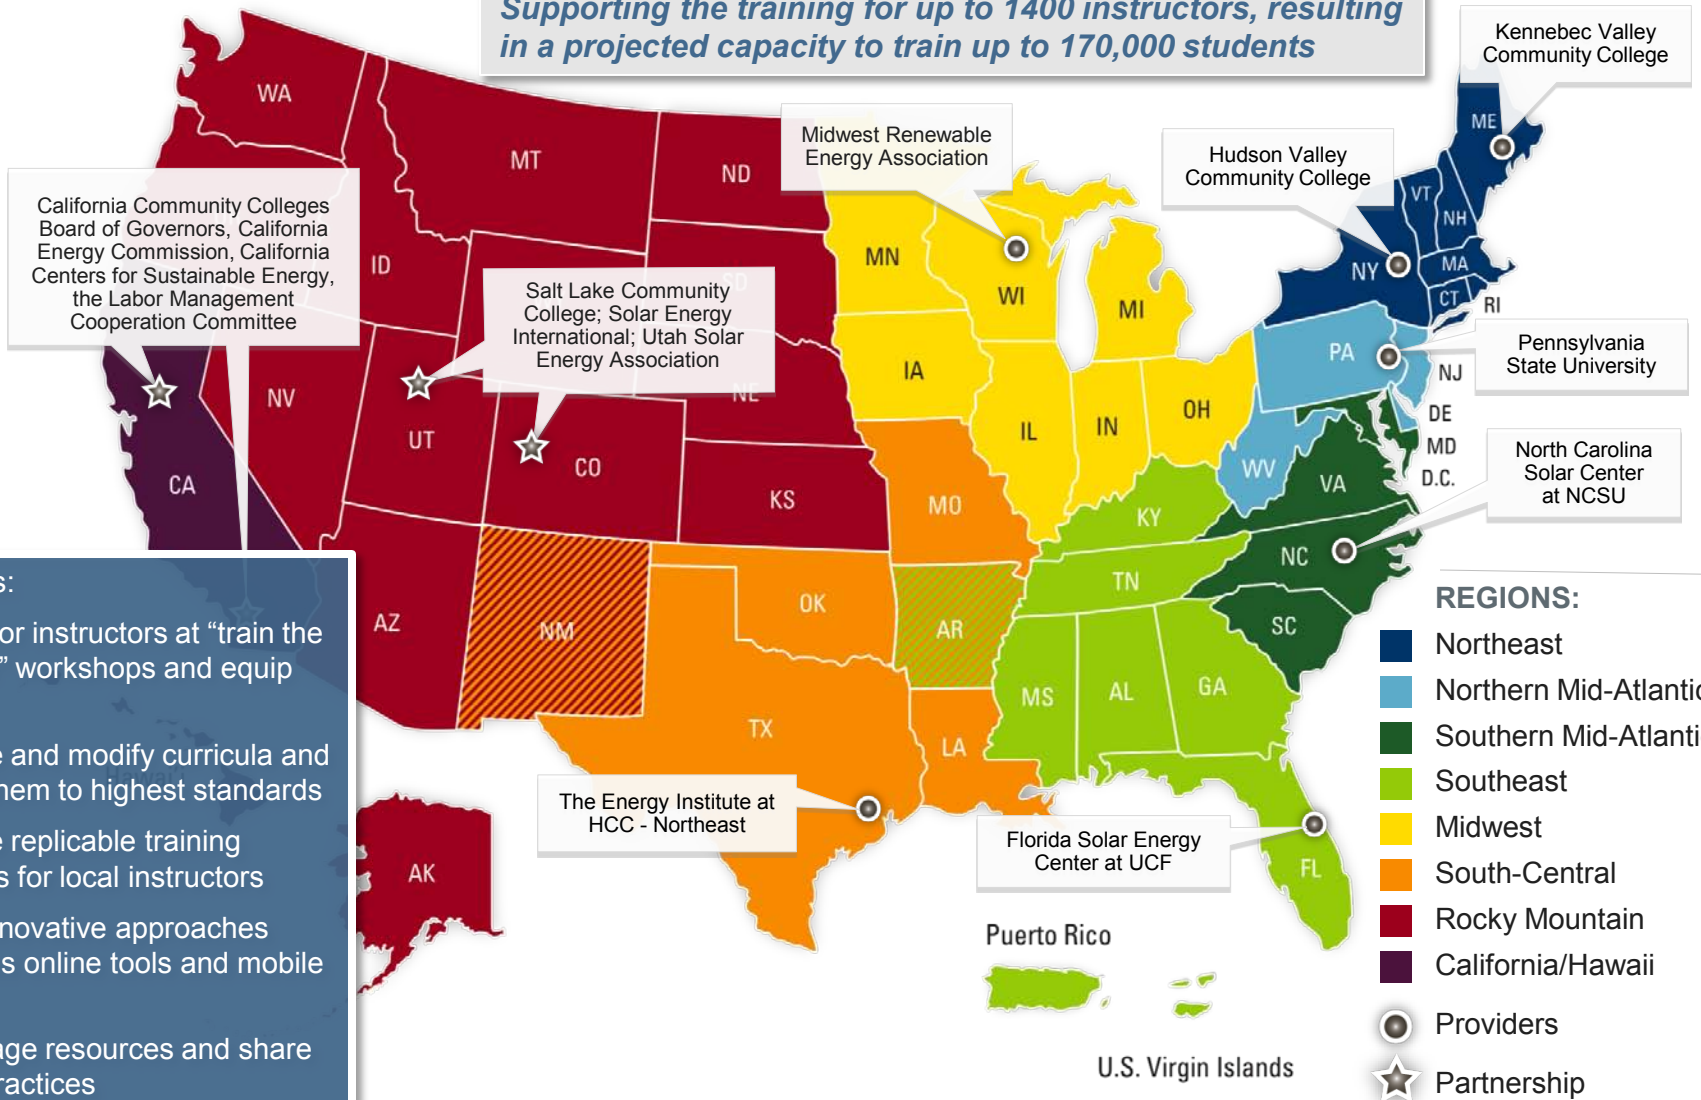 Supporting the training for up to 1400 instructors, resulting
in a projected capacity to train up to 170,000 students
Kennebec Valley
Community College
Midwest Renewable
Energy Association
Hudson Valley
Community College
California Community Colleges
Board of Governors, California
Energy Commission, California
Centers for Sustainable Energy,
the Labor Management
Cooperation Committee
Salt Lake Community
College; Solar Energy
International; Utah Solar
Energy Association
Pennsylvania
State University
North Carolina
Solar Center
at NCSU
The Energy Institute at
HCC - Northeast
Florida Solar Energy
Center at UCF
WA
MT
ND
ID
SD
MN
WI
MI
ME
VT
NH
NY
MA
CT
RI
PA
NJ
DE
MD
D.C.
NV
UT
CO
NE
IA
IL
IN
OH
WV
VA
CA
KS
MO
KY
NC
TN
SC
AZ
NM
OK
AR
MS
AL
GA
TX
LA
FL
AK
Hawai'i
Puerto Rico
U.S. Virgin Islands
s:
or instructors at “train the
” workshops and equip
e and modify curricula and
hem to highest standards
e replicable training
s for local instructors
novative approaches
s online tools and mobile
age resources and share
ractices
REGIONS:
Northeast
Northern Mid-Atlantic
Southern Mid-Atlanti
Southeast
Midwest
South-Central
Rocky Mountain
California/Hawaii
Providers
Partnership